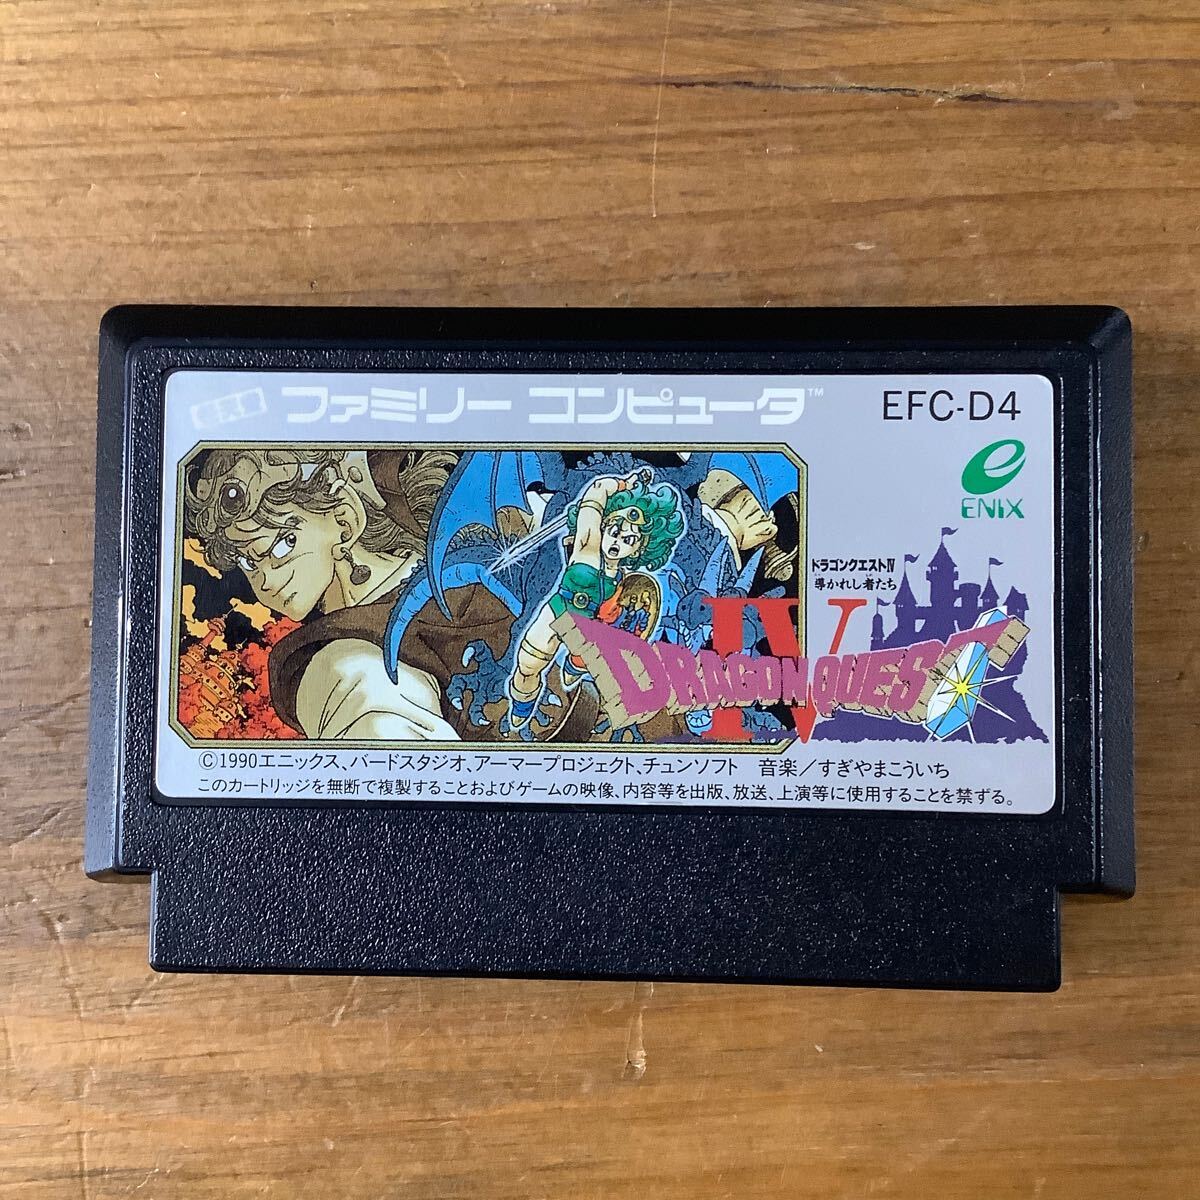 ファミリー コンピュータ™
EFC-D4
ENIX
ドラゴンクエストIV
導かれし者たち
IV
DRAGON QUEST
©1990エニックス、バードスタジオ、アーマープロジェクト、チュンソフト 音楽／すぎやまこういち
このカートリッジを無断で複製することおよびゲームの映像、内容等を出版、放送、上演等に使用することを禁ずる。